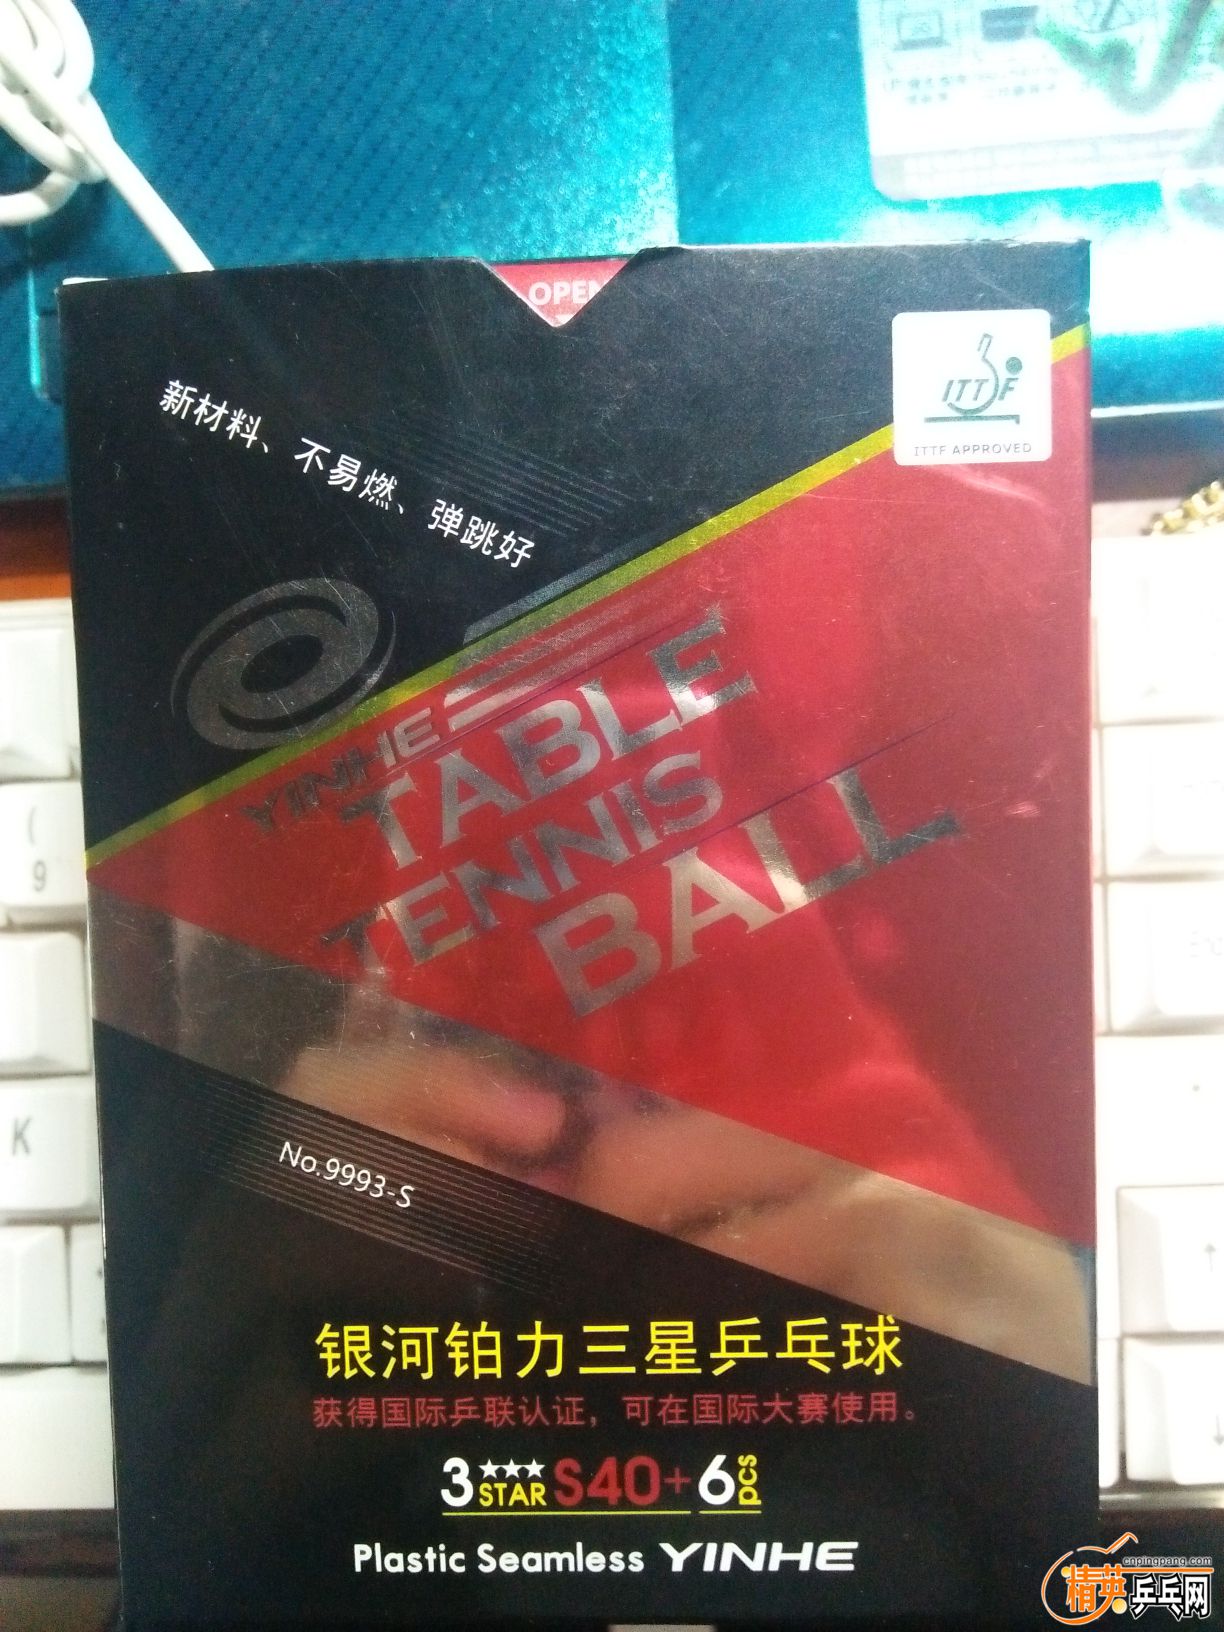 OPEN
ITTF
ITTF APPROVED
新材料、不易燃、弹跳好
YINHE
TABLE
TENNIS
BALL
No.9993-S
银河铂力三星乒乓球
获得国际乒联认证，可在国际大赛使用。
3 ★★★ STAR S40+ 6 PCS
Plastic Seamless YINHE
(
9
K
End
cnpingpang.com
精英乒乓网